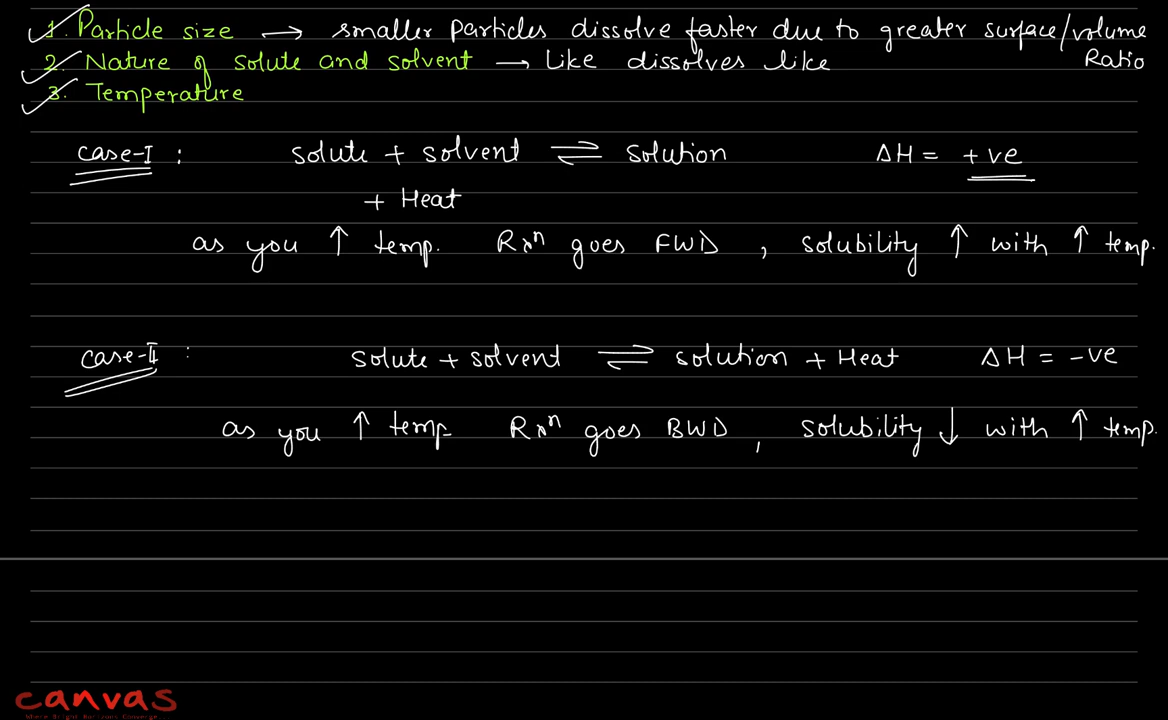 1. Particle size → smaller particles dissolve faster due to greater surface/volume Ratio
2. Nature of solute and solvent → Like dissolves like
3. Temperature
Case-I : Solute + solvent ⇌ Solution ΔH = +ve
+ Heat
as you ↑ temp. Rxⁿ goes FWD , solubility ↑ with ↑ temp.
Case-II : Solute + solvent ⇌ solution + Heat ΔH = -ve
as you ↑ temp Rxⁿ goes BWD , solubility ↓ with ↑ temp.
canvas